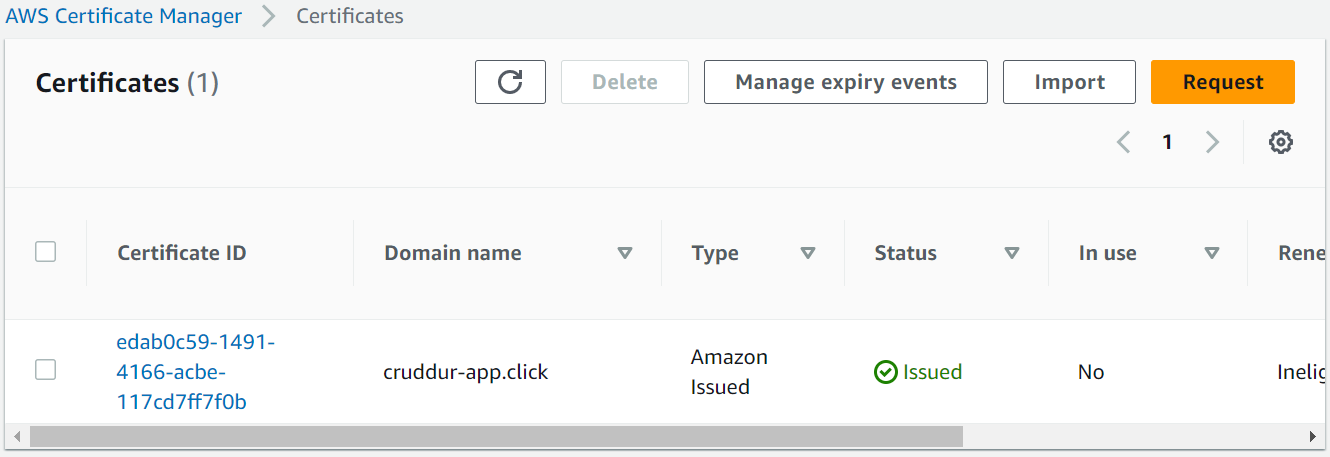 AWS Certificate Manager > Certificates
Certificates (1)
Delete
Manage expiry events
Import
Request
1
Certificate ID
Domain name
Type
Status
In use
Rene
edab0c59-1491-
4166-acbe-
117cd7ff7f0b
cruddur-app.click
Amazon
Issued
Issued
No
Inelig